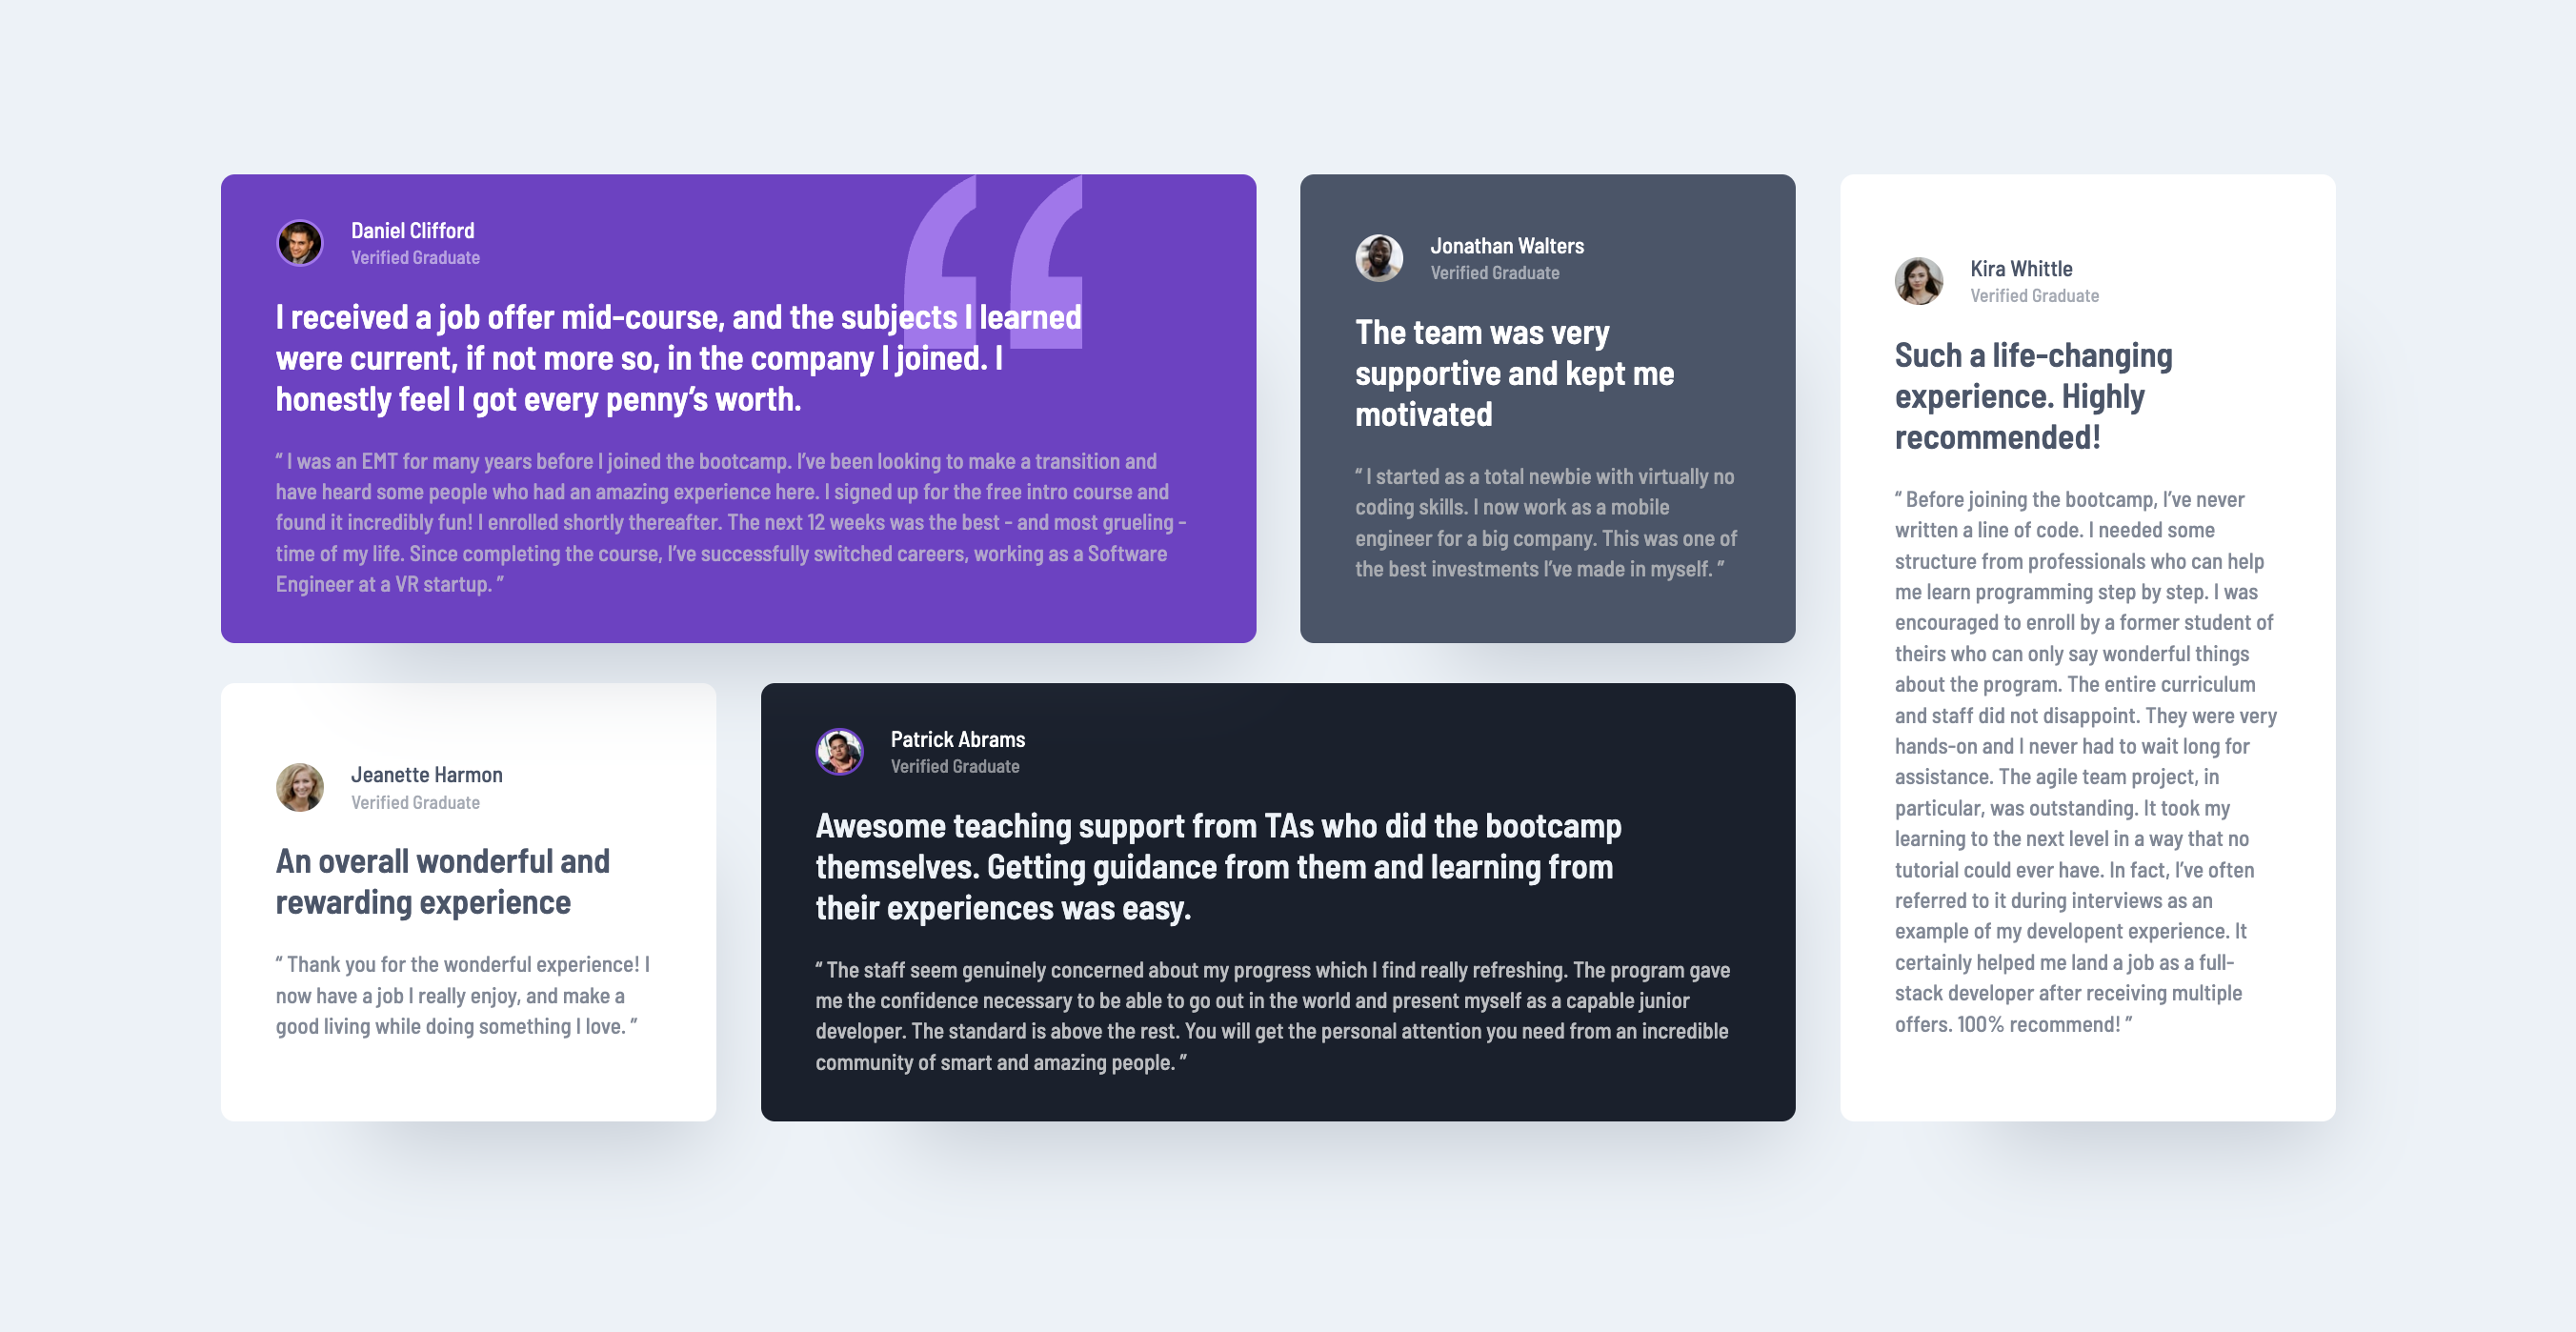 Daniel Clifford
Verified Graduate
I received a job offer mid-course, and the subjects I learned
were current, if not more so, in the company I joined. I
honestly feel I got every penny’s worth.
“ I was an EMT for many years before I joined the bootcamp. I’ve been looking to make a transition and
have heard some people who had an amazing experience here. I signed up for the free intro course and
found it incredibly fun! I enrolled shortly thereafter. The next 12 weeks was the best - and most grueling -
time of my life. Since completing the course, I’ve successfully switched careers, working as a Software
Engineer at a VR startup. ”
Jonathan Walters
Verified Graduate
The team was very
supportive and kept me
motivated
“ I started as a total newbie with virtually no
coding skills. I now work as a mobile
engineer for a big company. This was one of
the best investments I’ve made in myself. ”
Kira Whittle
Verified Graduate
Such a life-changing
experience. Highly
recommended!
“ Before joining the bootcamp, I’ve never
written a line of code. I needed some
structure from professionals who can help
me learn programming step by step. I was
encouraged to enroll by a former student of
theirs who can only say wonderful things
about the program. The entire curriculum
and staff did not disappoint. They were very
hands-on and I never had to wait long for
assistance. The agile team project, in
particular, was outstanding. It took my
learning to the next level in a way that no
tutorial could ever have. In fact, I’ve often
referred to it during interviews as an
example of my developent experience. It
certainly helped me land a job as a full-
stack developer after receiving multiple
offers. 100% recommend! ”
Jeanette Harmon
Verified Graduate
An overall wonderful and
rewarding experience
“ Thank you for the wonderful experience! I
now have a job I really enjoy, and make a
good living while doing something I love. ”
Patrick Abrams
Verified Graduate
Awesome teaching support from TAs who did the bootcamp
themselves. Getting guidance from them and learning from
their experiences was easy.
“ The staff seem genuinely concerned about my progress which I find really refreshing. The program gave
me the confidence necessary to be able to go out in the world and present myself as a capable junior
developer. The standard is above the rest. You will get the personal attention you need from an incredible
community of smart and amazing people. ”